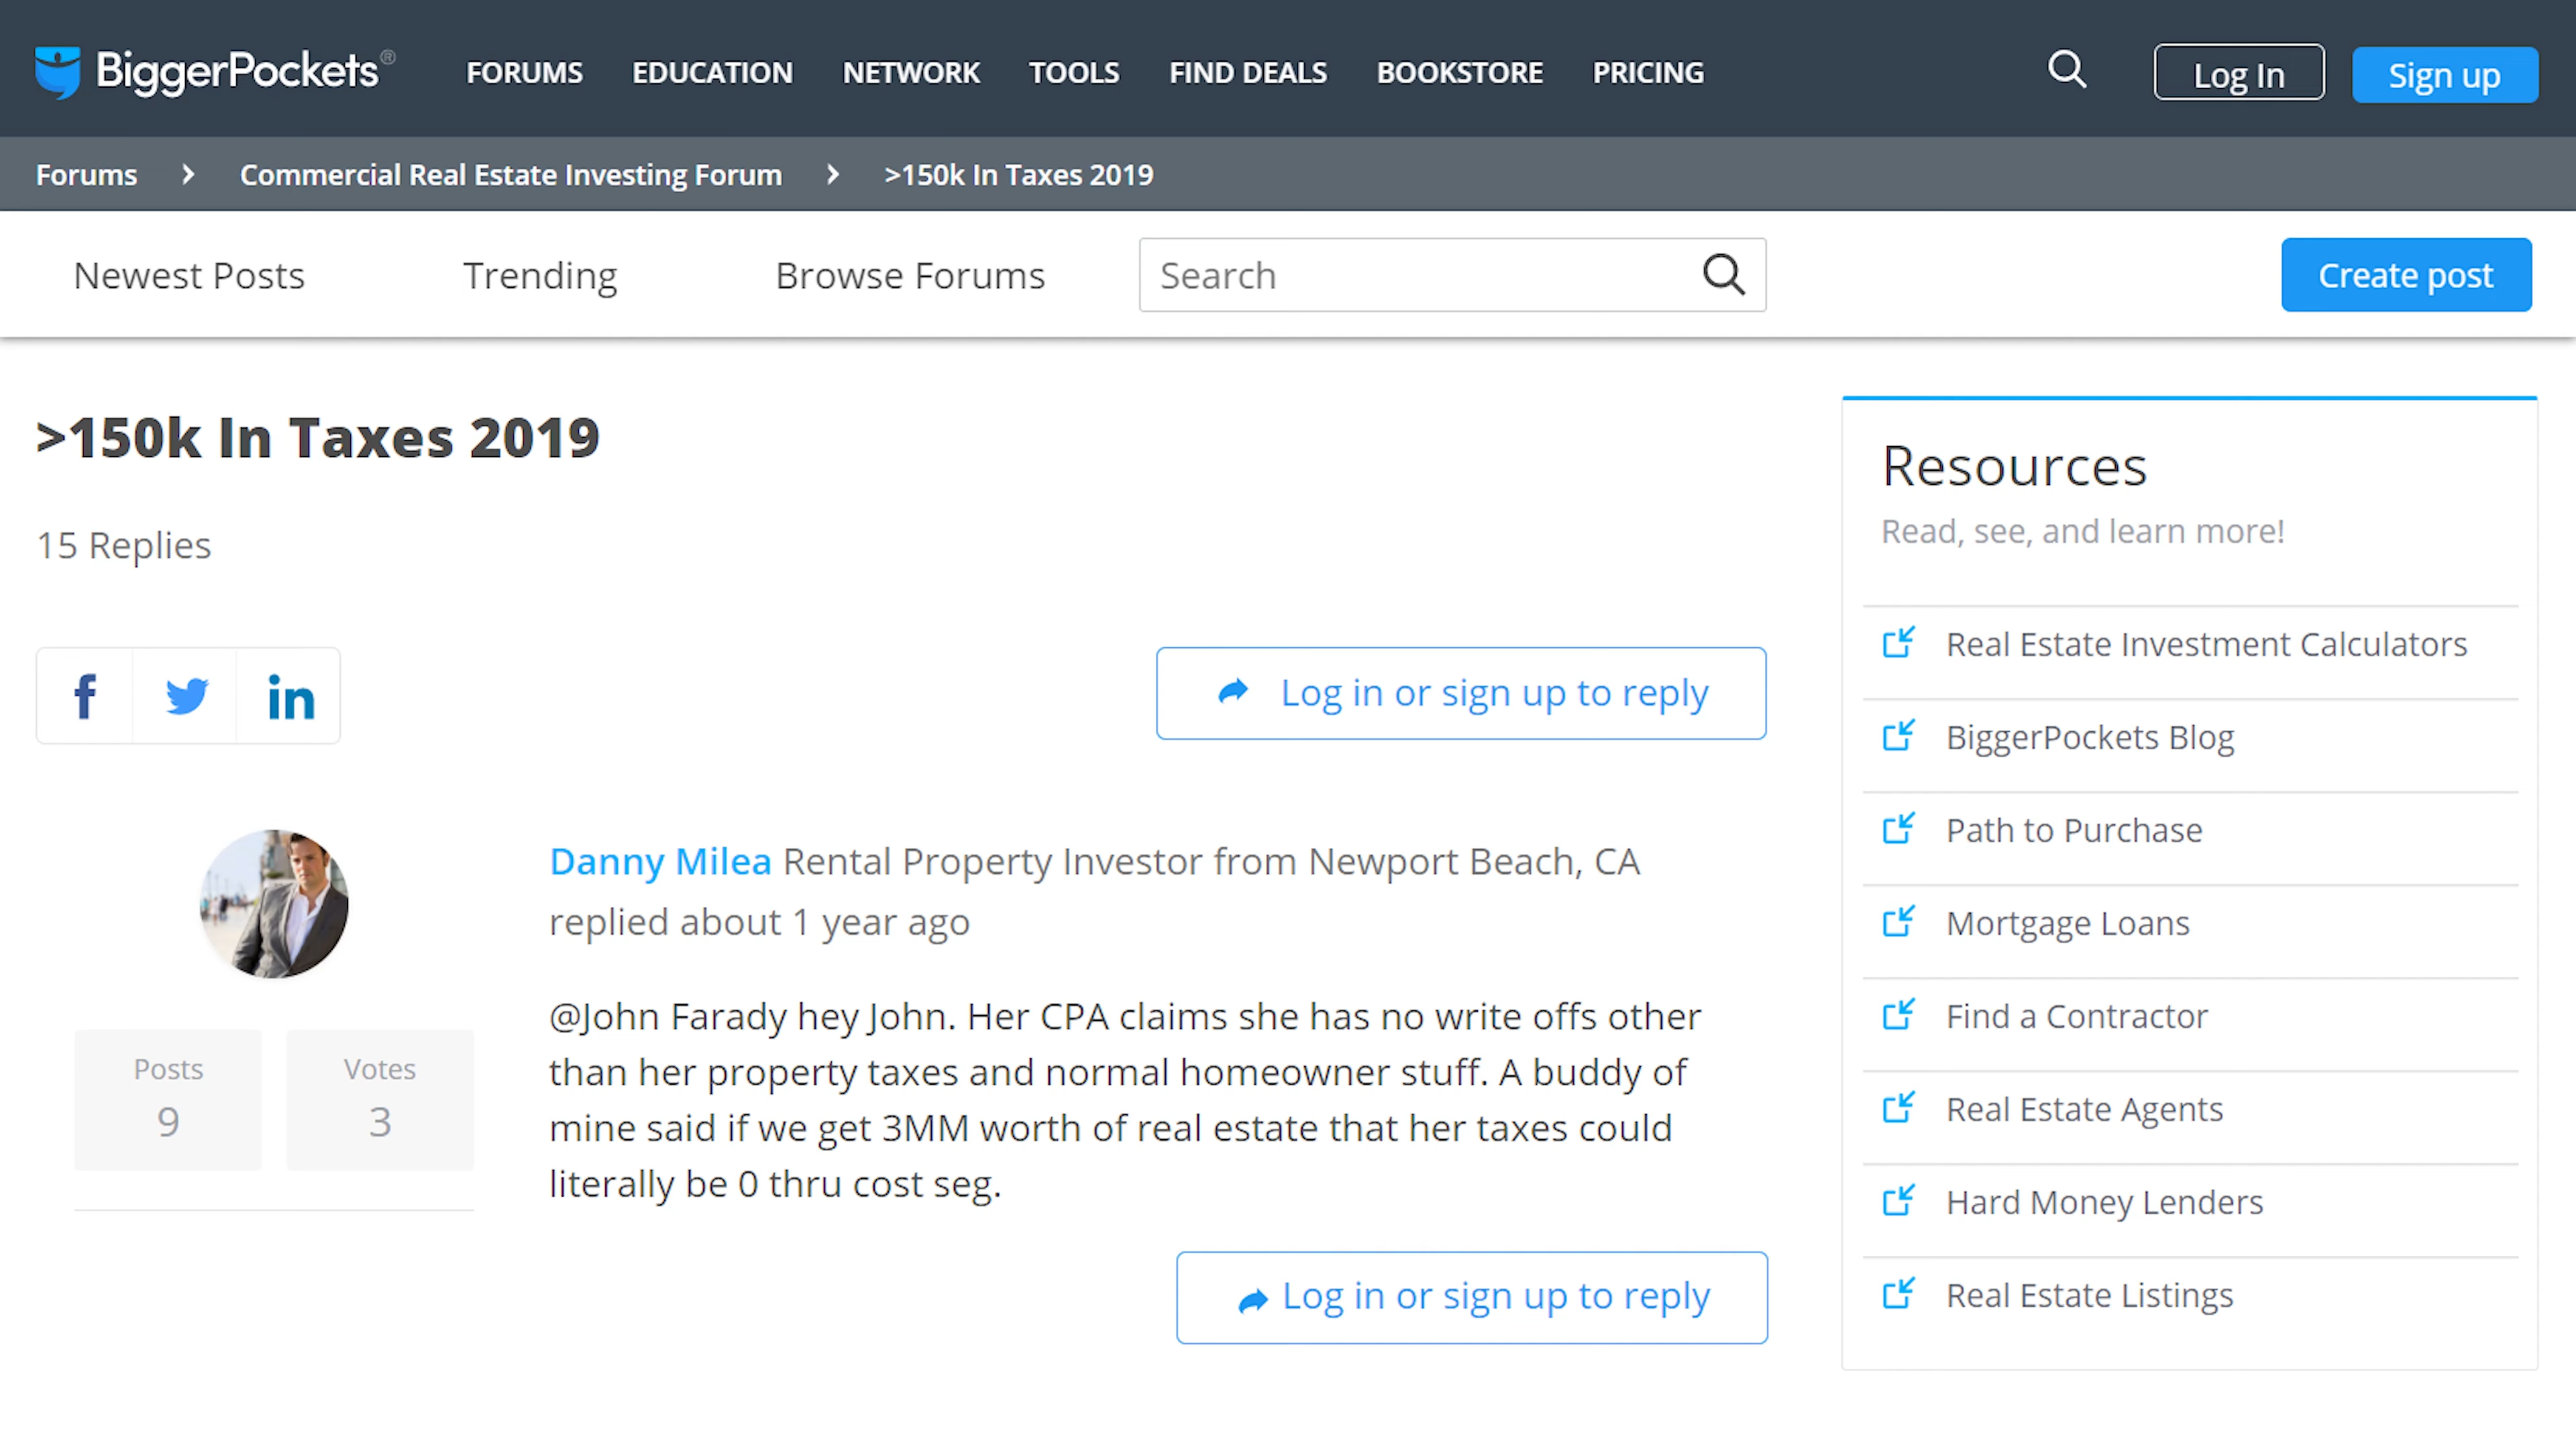 BiggerPockets®
FORUMS EDUCATION NETWORK TOOLS FIND DEALS BOOKSTORE PRICING
Log In Sign up
Forums > Commercial Real Estate Investing Forum > >150k In Taxes 2019
Newest Posts Trending Browse Forums Search Create post
>150k In Taxes 2019
15 Replies
f in
Log in or sign up to reply
Danny Milea Rental Property Investor from Newport Beach, CA
replied about 1 year ago
@John Farady hey John. Her CPA claims she has no write offs other
than her property taxes and normal homeowner stuff. A buddy of
mine said if we get 3MM worth of real estate that her taxes could
literally be 0 thru cost seg.
Posts Votes
9 3
Log in or sign up to reply
Resources
Read, see, and learn more!
Real Estate Investment Calculators
BiggerPockets Blog
Path to Purchase
Mortgage Loans
Find a Contractor
Real Estate Agents
Hard Money Lenders
Real Estate Listings